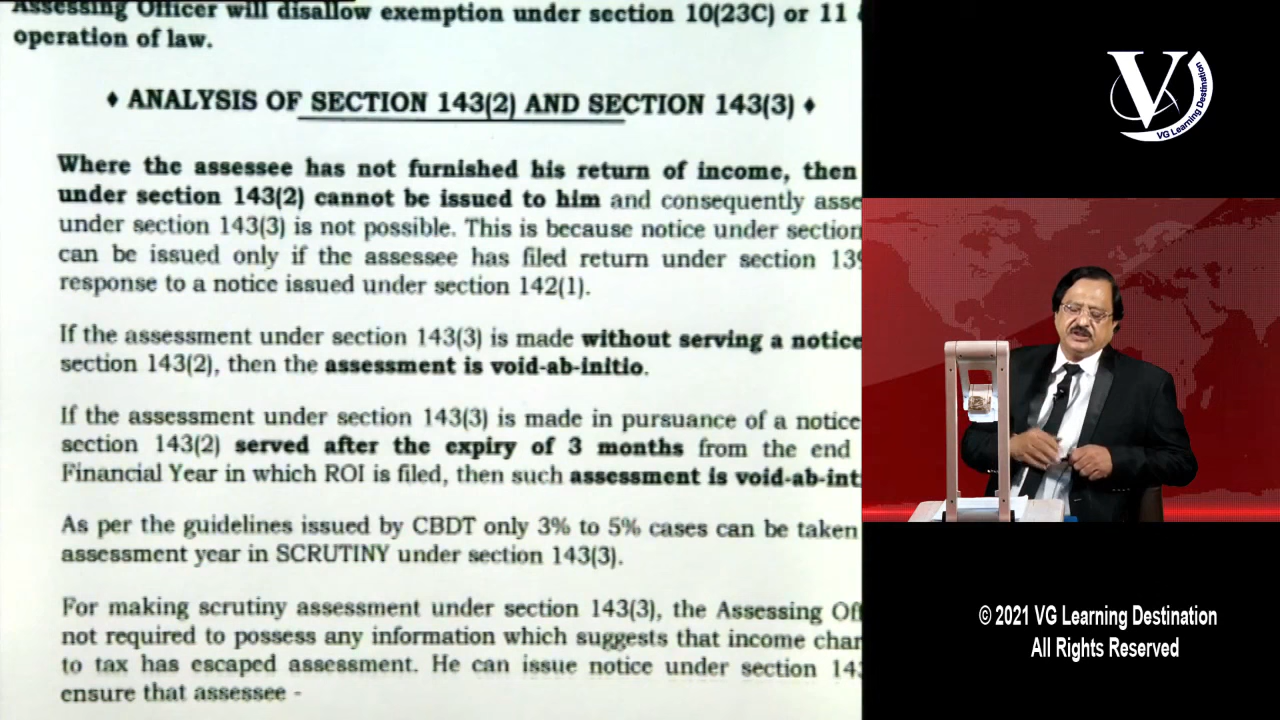 Assessing Officer will disallow exemption under section 10(23C) or 11
operation of law.
♦ ANALYSIS OF SECTION 143(2) AND SECTION 143(3) ♦
Where the assessee has not furnished his return of income, then
under section 143(2) cannot be issued to him and consequently asse
under section 143(3) is not possible. This is because notice under section
can be issued only if the assessee has filed return under section 139
response to a notice issued under section 142(1).
If the assessment under section 143(3) is made without serving a notice
section 143(2), then the assessment is void-ab-initio.
If the assessment under section 143(3) is made in pursuance of a notice
section 143(2) served after the expiry of 3 months from the end
Financial Year in which ROI is filed, then such assessment is void-ab-int
As per the guidelines issued by CBDT only 3% to 5% cases can be taken
assessment year in SCRUTINY under section 143(3).
For making scrutiny assessment under section 143(3), the Assessing Of
not required to possess any information which suggests that income char
to tax has escaped assessment. He can issue notice under section 143
ensure that assessee -
V
VG Learning Destination
© 2021 VG Learning Destination
All Rights Reserved